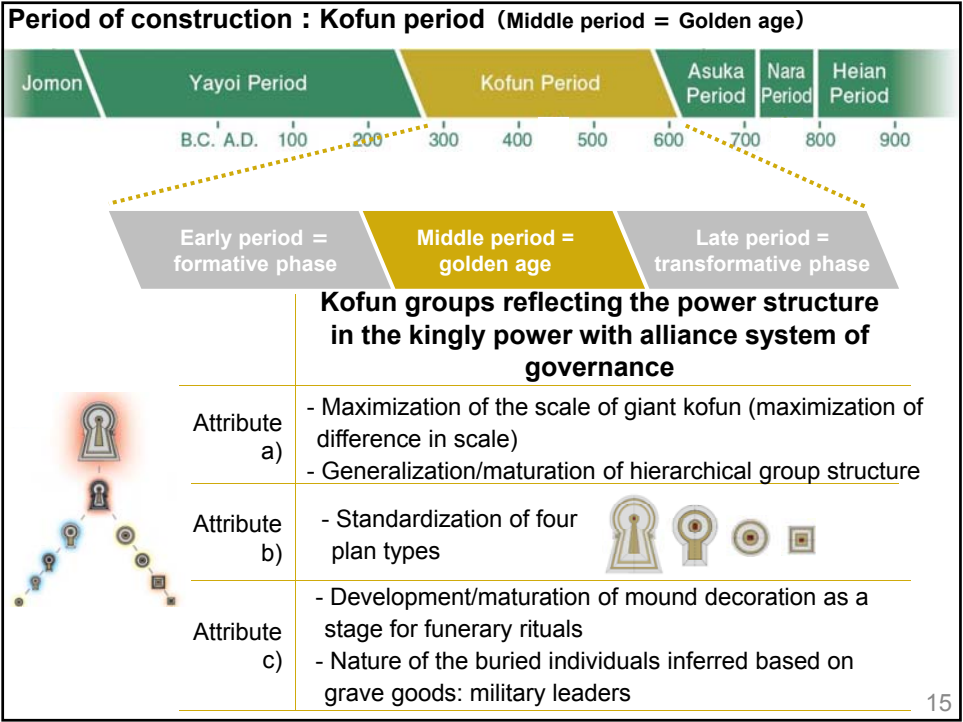 Period of construction：Kofun period（Middle period = Golden age）
Jomon
Yayoi Period
Kofun Period
Asuka
Period
Nara
Period
Heian
Period
B.C. A.D. 100 200 300 400 500 600 700 800 900
Early period =
formative phase
Middle period =
golden age
Late period =
transformative phase
Kofun groups reflecting the power structure
in the kingly power with alliance system of
governance
Attribute
a)
- Maximization of the scale of giant kofun (maximization of
difference in scale)
- Generalization/maturation of hierarchical group structure
Attribute
b)
- Standardization of four
plan types
Attribute
c)
- Development/maturation of mound decoration as a
stage for funerary rituals
- Nature of the buried individuals inferred based on
grave goods: military leaders
15